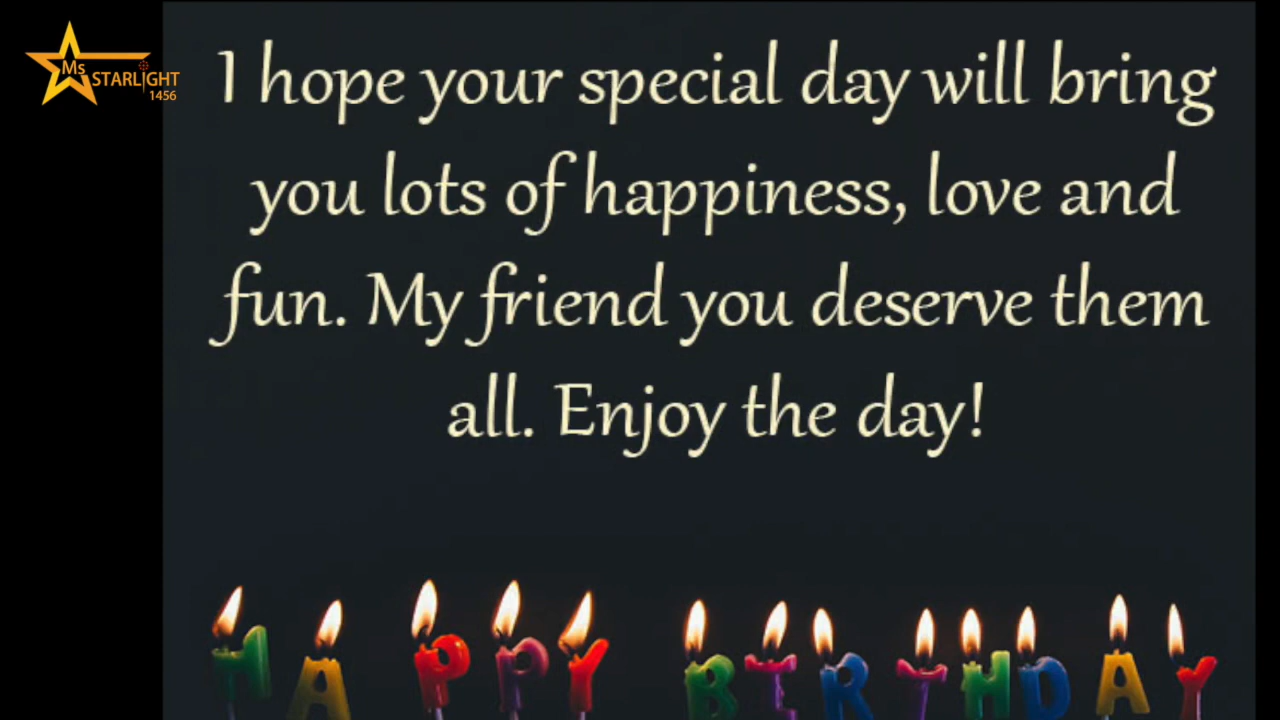 Ms
STARLIGHT
1456
I hope your special day will bring
you lots of happiness, love and
fun. My friend you deserve them
all. Enjoy the day!
HAPPY BIRTHDAY